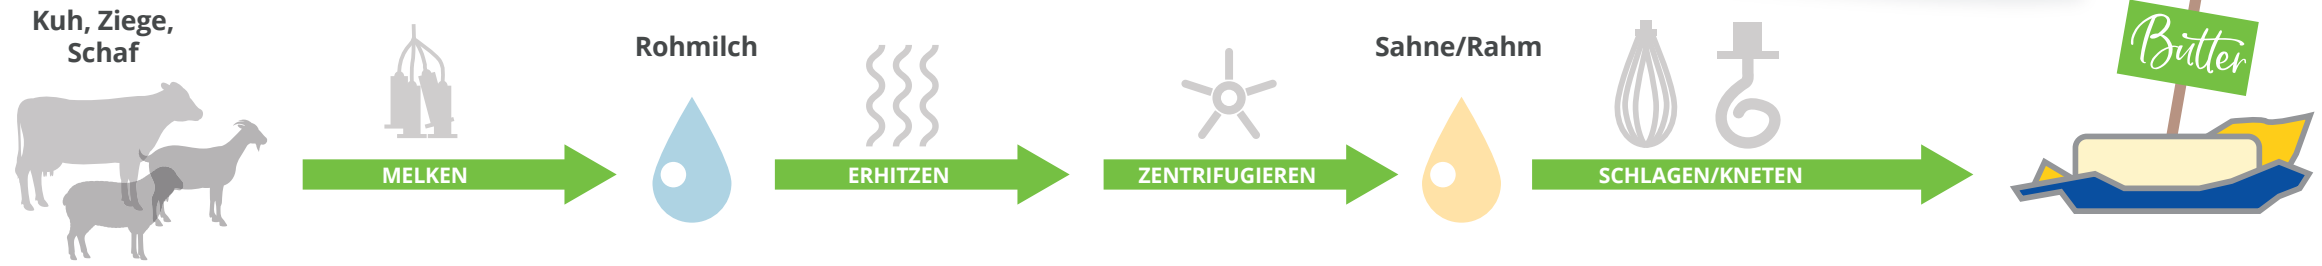 Kuh, Ziege,
Schaf
MELKEN
Rohmilch
ERHITZEN
ZENTRIFUGIEREN
Sahne/Rahm
SCHLAGEN/KNETEN
Butter